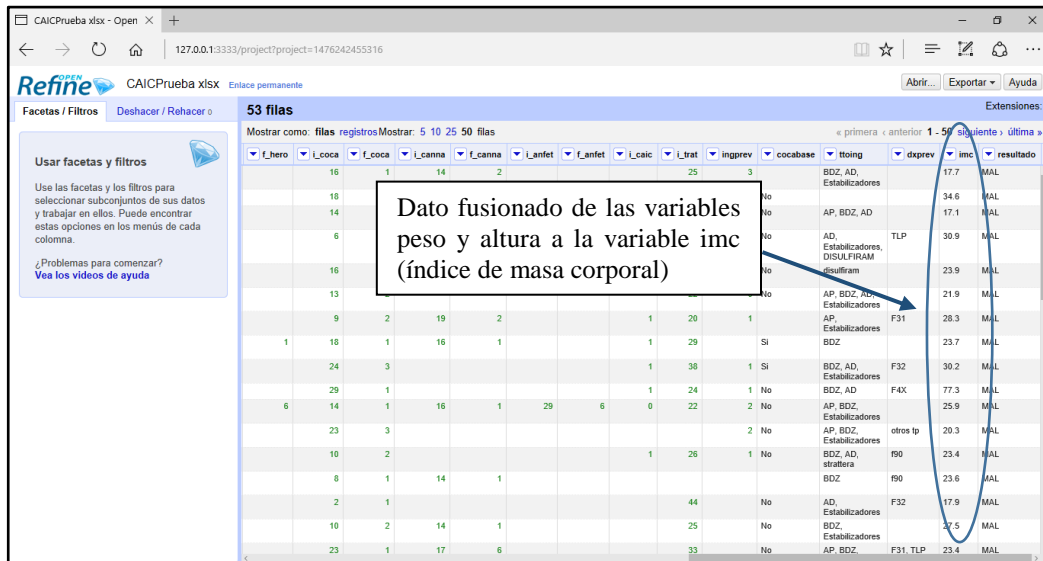 CAICPrueba xlsx - Open
127.0.0.1:3333/project?project=1476242455316
OPEN Refine CAICPrueba xlsx Enlace permanente Abrir... Exportar Ayuda
Facetas / Filtros Deshacer / Rehacer 0 53 filas Extensiones:
Mostrar como: filas registros Mostrar: 5 10 25 50 filas « primera ‹ anterior 1 - 50 siguiente › última »
Usar facetas y filtros
Use las facetas y los filtros para
seleccionar subconjuntos de sus datos
y trabajar en ellos. Puede encontrar
estas opciones en los menús de cada
colomna.
¿Problemas para comenzar?
Vea los videos de ayuda
f_hero i_coca f_coca i_canna f_canna i_anfet f_anfet i_caic i_trat ingprev cocabase ttoing dxprev imc resultado
16 1 14 2 25 3 BDZ, AD, 17.7 MAL
Estabilizadores
18 No 34.6 MAL
14 No AP, BDZ, AD 17.1 MAL
6 No AD, TLP 30.9 MAL
Estabilizadores,
DISULFIRAM
16 No disulfiram 23.9 MAL
13 No AP, BDZ, AD, 21.9 MAL
Estabilizadores
9 2 19 2 1 20 1 AP, F31 28.3 MAL
Estabilizadores
1 18 1 16 1 1 29 Si BDZ 23.7 MAL
24 3 1 38 1 Si BDZ, AD, F32 30.2 MAL
Estabilizadores
29 1 1 24 1 No BDZ, AD F4X 77.3 MAL
6 14 1 16 1 29 6 0 22 2 No AP, BDZ, 25.9 MAL
Estabilizadores
23 3 2 No AP, BDZ, otros tp 20.3 MAL
Estabilizadores
10 2 1 26 1 No BDZ, AD, f90 23.4 MAL
strattera
8 1 14 1 BDZ f90 23.6 MAL
2 1 44 No AD, F32 17.9 MAL
Estabilizadores
10 2 14 1 25 No BDZ, 27.5 MAL
Estabilizadores
23 1 17 6 33 No AP, BDZ, F31, TLP 23.4 MAL
Dato fusionado de las variables
peso y altura a la variable imc
(índice de masa corporal)